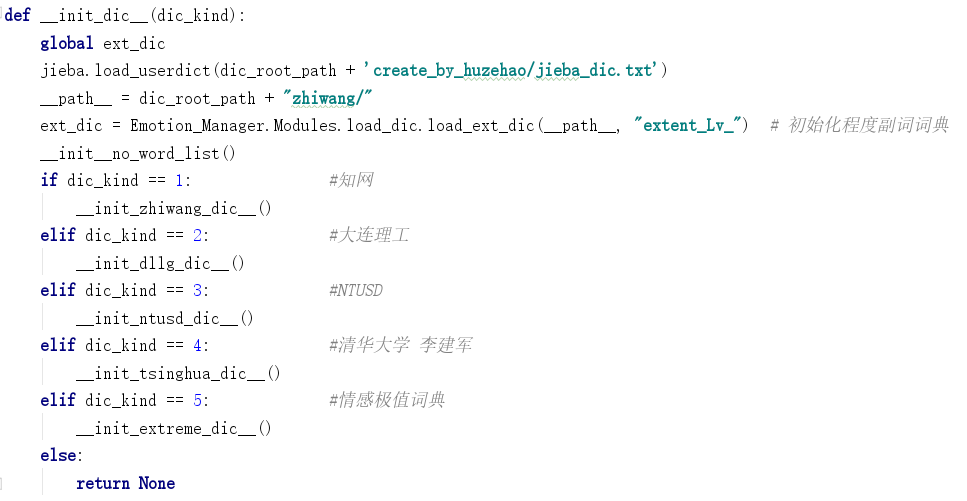 def __init_dic__(dic_kind):
    global ext_dic
    jieba.load_userdict(dic_root_path + 'create_by_huzehao/jieba_dic.txt')
    __path__ = dic_root_path + "zhiwang/"
    ext_dic = Emotion_Manager.Modules.load_dic.load_ext_dic(__path__, "extent_Lv_")  # 初始化程度副词词典
    __init__no_word_list()
    if dic_kind == 1:               #知网
        __init_zhiwang_dic__()
    elif dic_kind == 2:             #大连理工
        __init_dllg_dic__()
    elif dic_kind == 3:             #NTUSD
        __init_ntusd_dic__()
    elif dic_kind == 4:             #清华大学 李建军
        __init_tsinghua_dic__()
    elif dic_kind == 5:             #情感极值词典
        __init_extreme_dic__()
    else:
        return None